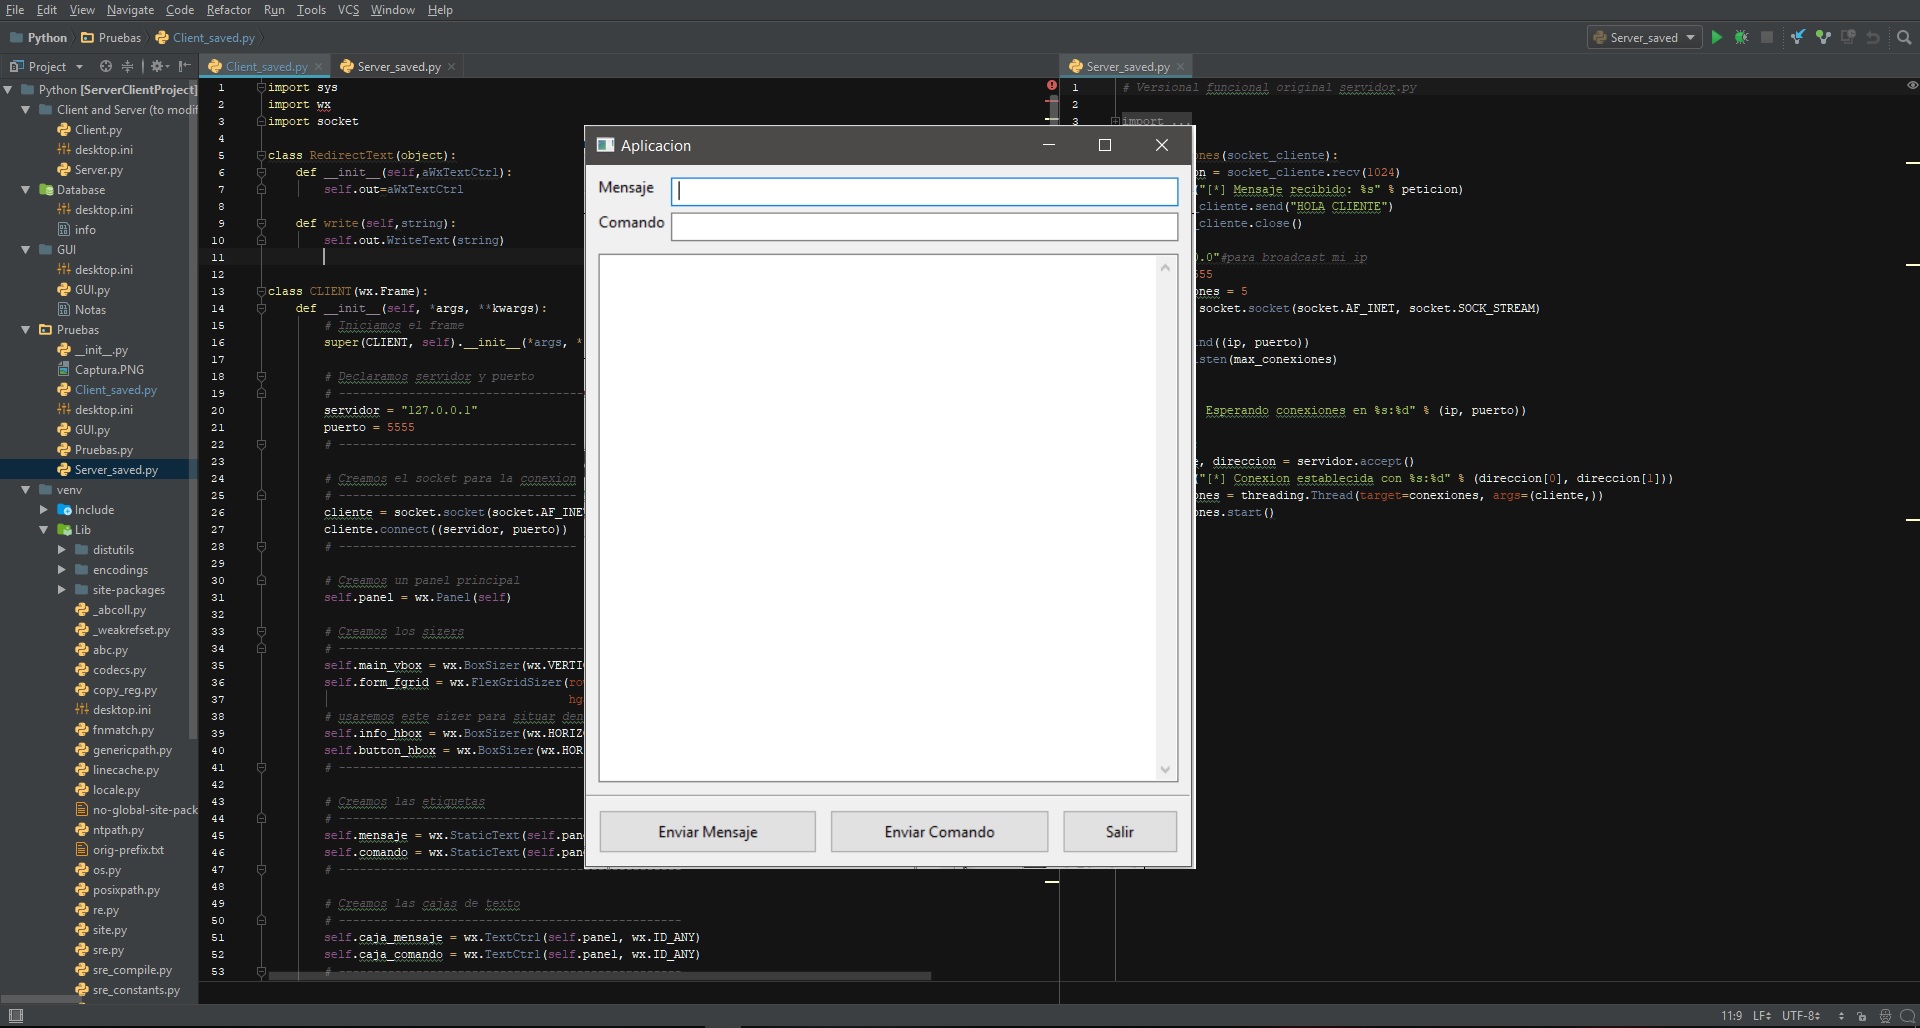 File Edit View Navigate Code Refactor Run Tools VCS Window Help
Python Pruebas Client_saved.py
Server_saved
Project
Client_saved.py
Server_saved.py
Server_saved.py
Python [ServerClientProject]
Client and Server (to modif
Client.py
desktop.ini
Server.py
Database
desktop.ini
info
GUI
desktop.ini
GUI.py
Notas
Pruebas
__init__.py
Captura.PNG
Client_saved.py
desktop.ini
GUI.py
Pruebas.py
Server_saved.py
venv
Include
Lib
distutils
encodings
site-packages
_abcoll.py
_weakrefset.py
abc.py
codecs.py
copy_reg.py
desktop.ini
fnmatch.py
genericpath.py
linecache.py
locale.py
no-global-site-pack
ntpath.py
orig-prefix.txt
os.py
posixpath.py
re.py
site.py
sre.py
sre_compile.py
sre_constants.py
1 import sys
2 import wx
3 import socket
4
5 class RedirectText(object):
6 def __init__(self,aWxTextCtrl):
7 self.out=aWxTextCtrl
8
9 def write(self,string):
10 self.out.WriteText(string)
11
12
13 class CLIENT(wx.Frame):
14 def __init__(self, *args, **kwargs):
15 # Iniciamos el frame
16 super(CLIENT, self).__init__(*args, *
17
18 # Declaramos servidor y puerto
19 # -----------------------------------
20 servidor = "127.0.0.1"
21 puerto = 5555
22 # ----------------------------------
23
24 # Creamos el socket para la conexion
25 # ----------------------------------
26 cliente = socket.socket(socket.AF_INE
27 cliente.connect((servidor, puerto))
28 # ----------------------------------
29
30 # Creamos un panel principal
31 self.panel = wx.Panel(self)
32
33 # Creamos los sizers
34 # -----------------------------------
35 self.main_vbox = wx.BoxSizer(wx.VERTI
36 self.form_fgrid = wx.FlexGridSizer(ro
37 hg
38 # usaremos este sizer para situar den
39 self.info_hbox = wx.BoxSizer(wx.HORIZ
40 self.button_hbox = wx.BoxSizer(wx.HOR
41 # -----------------------------------
42
43 # Creamos las etiquetas
44 # -----------------------------------
45 self.mensaje = wx.StaticText(self.pan
46 self.comando = wx.StaticText(self.pan
47 # -------------------------------------------------
48
49 # Creamos las cajas de texto
50 # -------------------------------------------------
51 self.caja_mensaje = wx.TextCtrl(self.panel, wx.ID_ANY)
52 self.caja_comando = wx.TextCtrl(self.panel, wx.ID_ANY)
53 # -------------------------------------------------
Aplicacion
Mensaje
Comando
Enviar Mensaje Enviar Comando Salir
1 # Versional funcional original servidor.py
2
3 import ...
nes(socket_cliente):
n = socket_cliente.recv(1024)
"[*] Mensaje recibido: %s" % peticion)
cliente.send("HOLA CLIENTE")
cliente.close()
.0"#para broadcast mi ip
555
nes = 5
socket.socket(socket.AF_INET, socket.SOCK_STREAM)
nd((ip, puerto))
sten(max_conexiones)
Esperando conexiones en %s:%d" % (ip, puerto))
, direccion = servidor.accept()
"[*] Conexion establecida con %s:%d" % (direccion[0], direccion[1]))
nes = threading.Thread(target=conexiones, args=(cliente,))
nes.start()
11:9 LF UTF-8